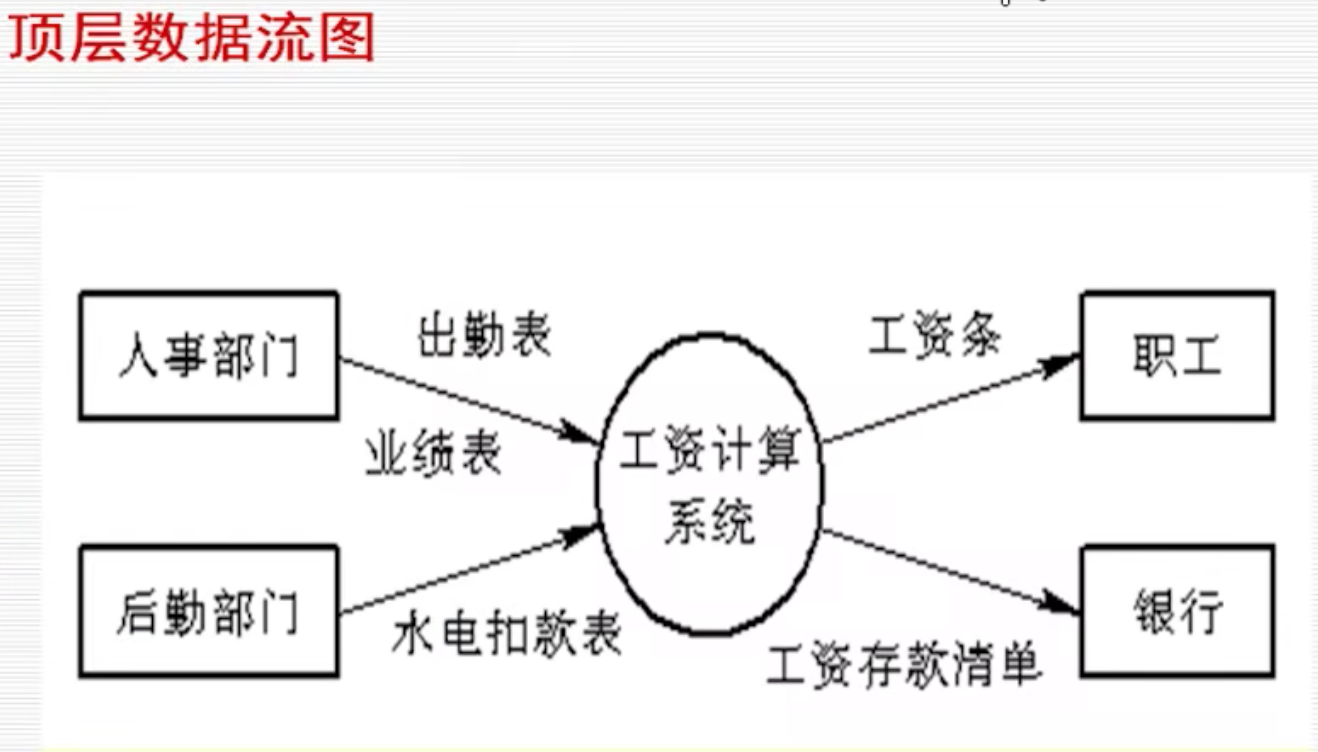 顶层数据流图
人事部门
出勤表
业绩表
后勤部门
水电扣款表
工资计算
系统
工资条
职工
工资存款清单
银行